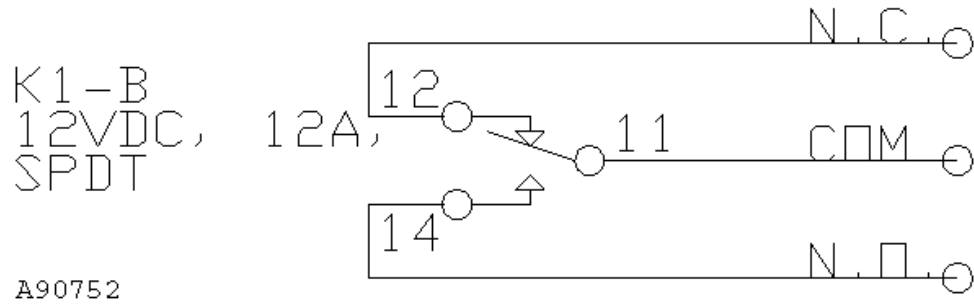 N.C.
K1-B
12
12VDC, 12A,
11
COM
SPDT
14
N.O.
A90752